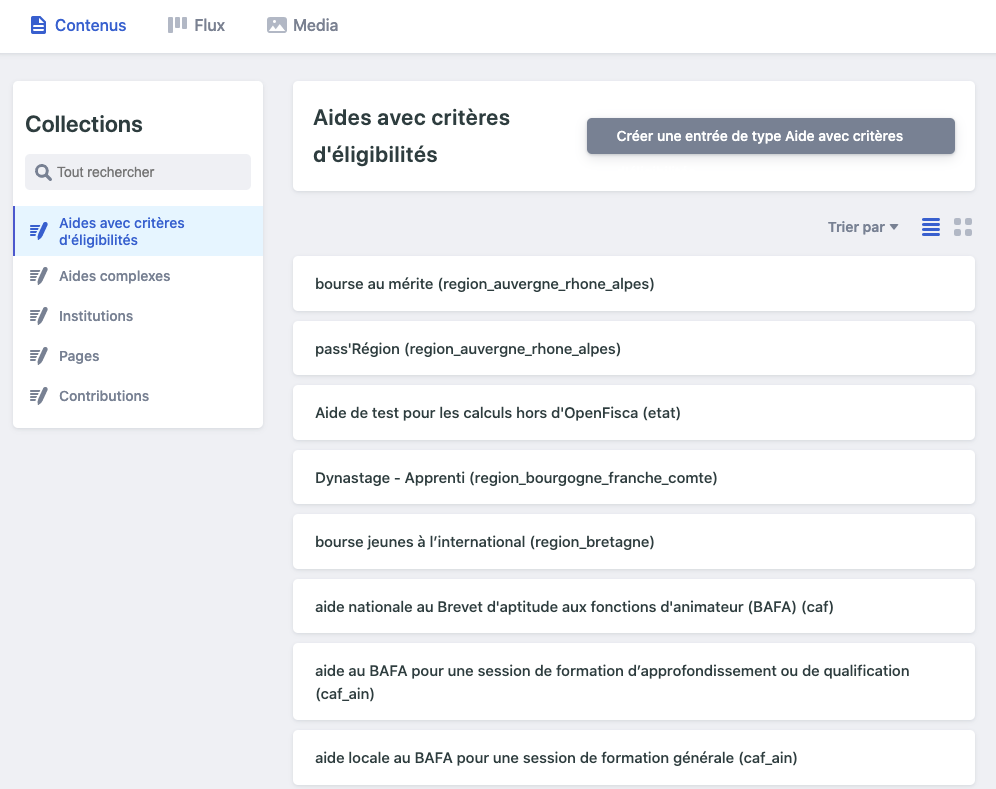 Contenus
Flux
Media
Collections
Tout rechercher
Aides avec critères
d'éligibilités
Aides complexes
Institutions
Pages
Contributions
Aides avec critères
d'éligibilités
Créer une entrée de type Aide avec critères
Trier par
bourse au mérite (region_auvergne_rhone_alpes)
pass'Région (region_auvergne_rhone_alpes)
Aide de test pour les calculs hors d'OpenFisca (etat)
Dynastage - Apprenti (region_bourgogne_franche_comte)
bourse jeunes à l’international (region_bretagne)
aide nationale au Brevet d'aptitude aux fonctions d'animateur (BAFA) (caf)
aide au BAFA pour une session de formation d’approfondissement ou de qualification
(caf_ain)
aide locale au BAFA pour une session de formation générale (caf_ain)